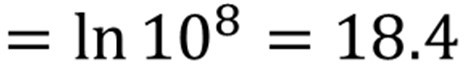 = ln 10⁸ = 18.4